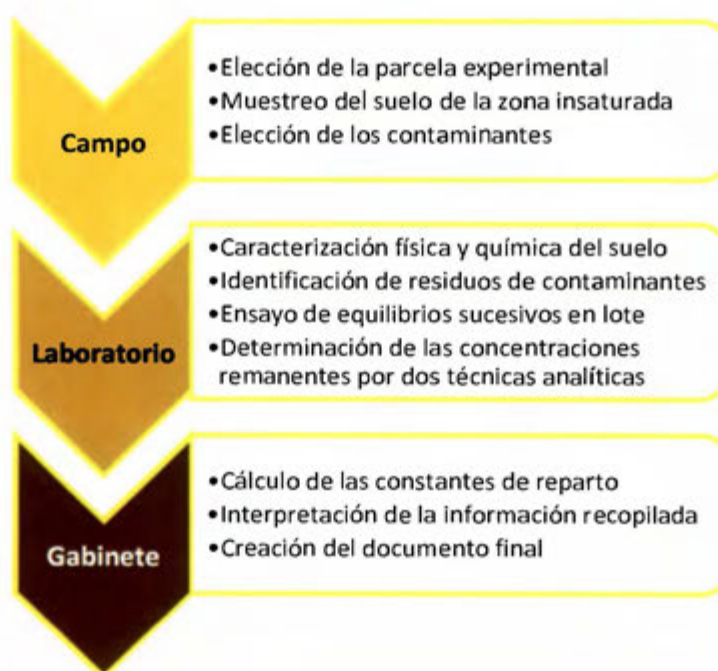 Campo
•Elección de la parcela experimental
•Muestreo del suelo de la zona insaturada
•Elección de los contaminantes
Laboratorio
•Caracterización física y química del suelo
•Identificación de residuos de contaminantes
•Ensayo de equilibrios sucesivos en lote
•Determinación de las concentraciones
remanentes por dos técnicas analíticas
Gabinete
•Cálculo de las constantes de reparto
•Interpretación de la información recopilada
•Creación del documento final